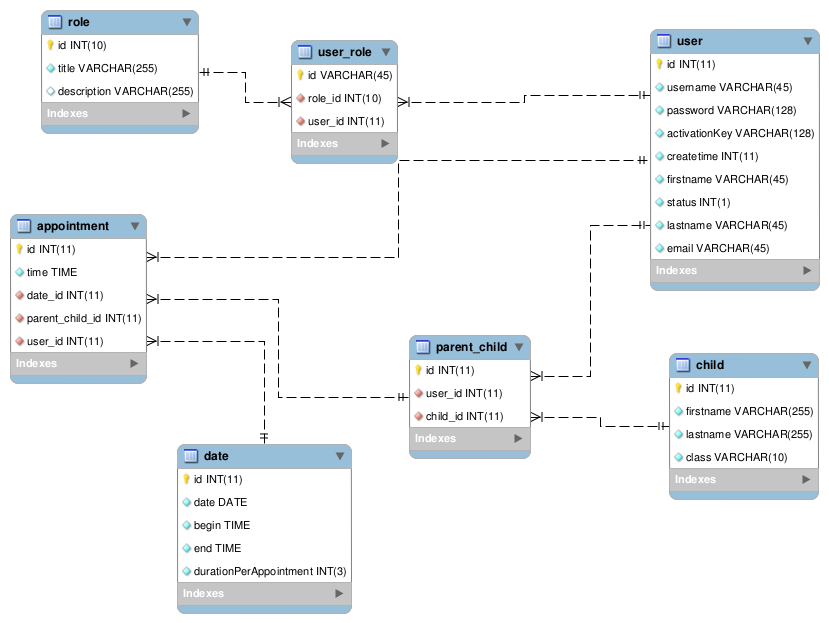 role
id INT(10)
title VARCHAR(255)
description VARCHAR(255)
Indexes
user_role
id VARCHAR(45)
role_id INT(10)
user_id INT(11)
Indexes
user
id INT(11)
username VARCHAR(45)
password VARCHAR(128)
activationKey VARCHAR(128)
createtime INT(11)
firstname VARCHAR(45)
status INT(1)
lastname VARCHAR(45)
email VARCHAR(45)
Indexes
appointment
id INT(11)
time TIME
date_id INT(11)
parent_child_id INT(11)
user_id INT(11)
Indexes
parent_child
id INT(11)
user_id INT(11)
child_id INT(11)
Indexes
child
id INT(11)
firstname VARCHAR(255)
lastname VARCHAR(255)
class VARCHAR(10)
Indexes
date
id INT(11)
date DATE
begin TIME
end TIME
durationPerAppointment INT(3)
Indexes